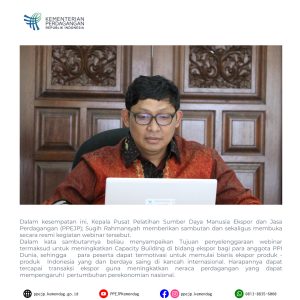 KEMENTERIAN
PERDAGANGAN
REPUBLIK INDONESIA
Dalam kesempatan ini, Kepala Pusat Pelatihan Sumber Daya Manusia Ekspor dan Jasa
Perdagangan (PPEJP); Sugih Rahmansyah memberikan sambutan dan sekaligus membuka
secara resmi kegiatan webinar tersebut.
Dalam kata sambutannya beliau menyampaikan Tujuan penyelenggaraan webinar
termaksud untuk meningkatkan Capacity Building di bidang ekspor bagi para anggota PPI
Dunia, sehingga para peserta dapat termotivasi untuk memulai bisnis ekspor produk -
produk Indonesia yang dan berdaya saing di kancah internasional. Harapannya dapat
tercapai transaksi ekspor guna meningkatkan neraca perdagangan yang dapat
mempengaruhi pertumbuhan perekonomian nasional.
ppejp.kemendag.go.id
PPEJPkemendag
ppejp.kemendag